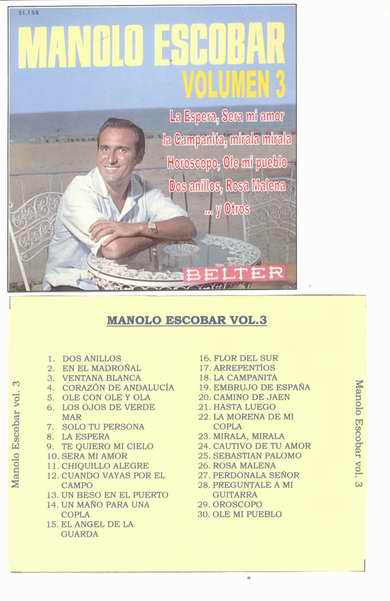 51.156
MANOLO ESCOBAR
VOLUMEN 3
La Espera, Sera mi amor
la Campanita, mirala mirala
Horoscopo, Ole mi pueblo
Dos anillos, Rosa Malena
... y Otros
BELTER
MANOLO ESCOBAR VOL.3
Manolo Escobar vol. 3
1. DOS ANILLOS
2. EN EL MADROÑAL
3. VENTANA BLANCA
4. CORAZÓN DE ANDALUCÍA
5. OLE CON OLE Y OLA
6. LOS OJOS DE VERDE
MAR
7. SOLO TU PERSONA
8. LA ESPERA
9. TE QUIERO MI CIELO
10. SERA MI AMOR
11. CHIQUILLO ALEGRE
12. CUANDO VAYAS POR EL
CAMPO
13. UN BESO EN EL PUERTO
14. UN MAÑO PARA UNA
COPLA
15. EL ANGEL DE LA
GUARDA
16. FLOR DEL SUR
17. ARREPENTÍOS
18. LA CAMPANITA
19. EMBRUJO DE ESPAÑA
20. CAMINO DE JAEN
21. HASTA LUEGO
22. LA MORENA DE MI
COPLA
23. MIRALA, MIRALA
24. CAUTIVO DE TU AMOR
25. SEBASTIAN PALOMO
26. ROSA MALENA
27. PERDONALA SEÑOR
28. PREGUNTALE A MI
GUITARRA
29. OROSCOPO
30. OLE MI PUEBLO
Manolo Escobar vol. 3